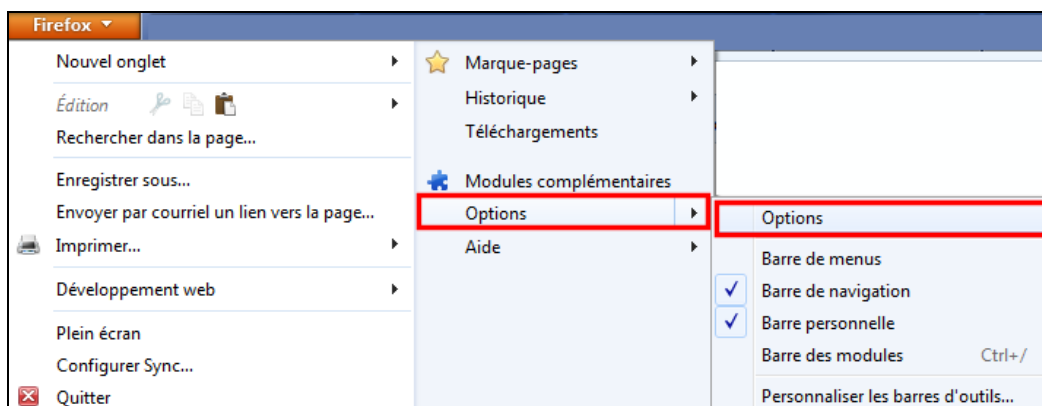 Firefox
Nouvel onglet
Édition
Rechercher dans la page...
Enregistrer sous...
Envoyer par courriel un lien vers la page...
Imprimer...
Développement web
Plein écran
Configurer Sync...
Quitter
Marque-pages
Historique
Téléchargements
Modules complémentaires
Options
Aide
Options
Barre de menus
Barre de navigation
Barre personnelle
Barre des modules Ctrl+/
Personnaliser les barres d'outils...